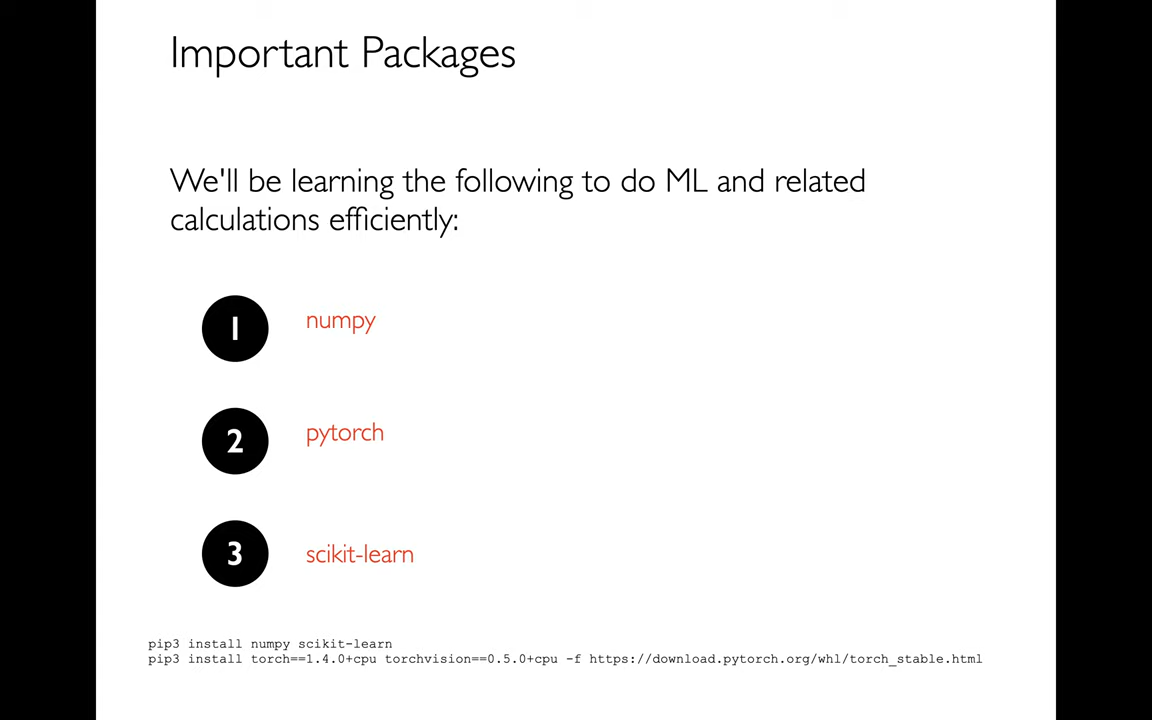 Important Packages
We'll be learning the following to do ML and related
calculations efficiently:
1 numpy
2 pytorch
3 scikit-learn
pip3 install numpy scikit-learn
pip3 install torch==1.4.0+cpu torchvision==0.5.0+cpu -f https://download.pytorch.org/whl/torch_stable.html